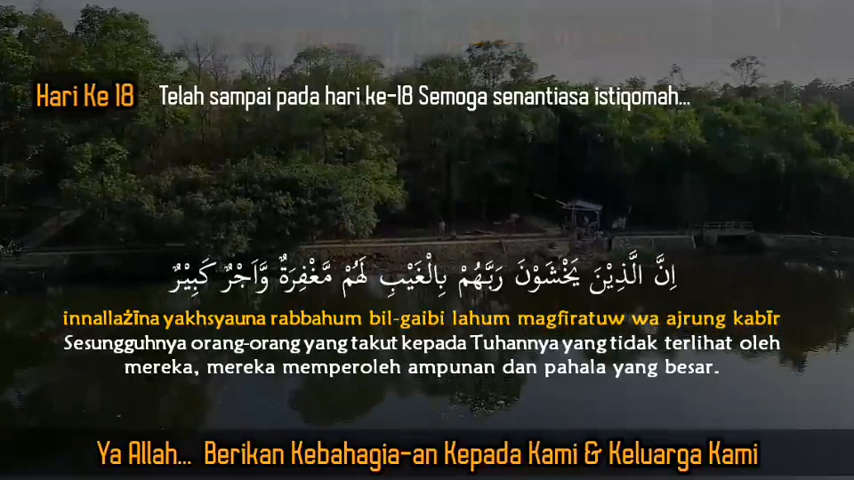 Hari Ke 18
Telah sampai pada hari ke-18 Semoga senantiasa istiqomah...
اِنَّ الَّذِيْنَ يَخْشَوْنَ رَبَّهُمْ بِالْغَيْبِ لَهُمْ مَّغْفِرَةٌ وَّاَجْرٌ كَبِيْرٌ
innallażīna yakhsyauna rabbahum bil-gaibi lahum magfiratuw wa ajrung kabīr
Sesungguhnya orang-orang yang takut kepada Tuhannya yang tidak terlihat oleh
mereka, mereka memperoleh ampunan dan pahala yang besar.
Ya Allah... Berikan Kebahagia-an Kepada Kami & Keluarga Kami